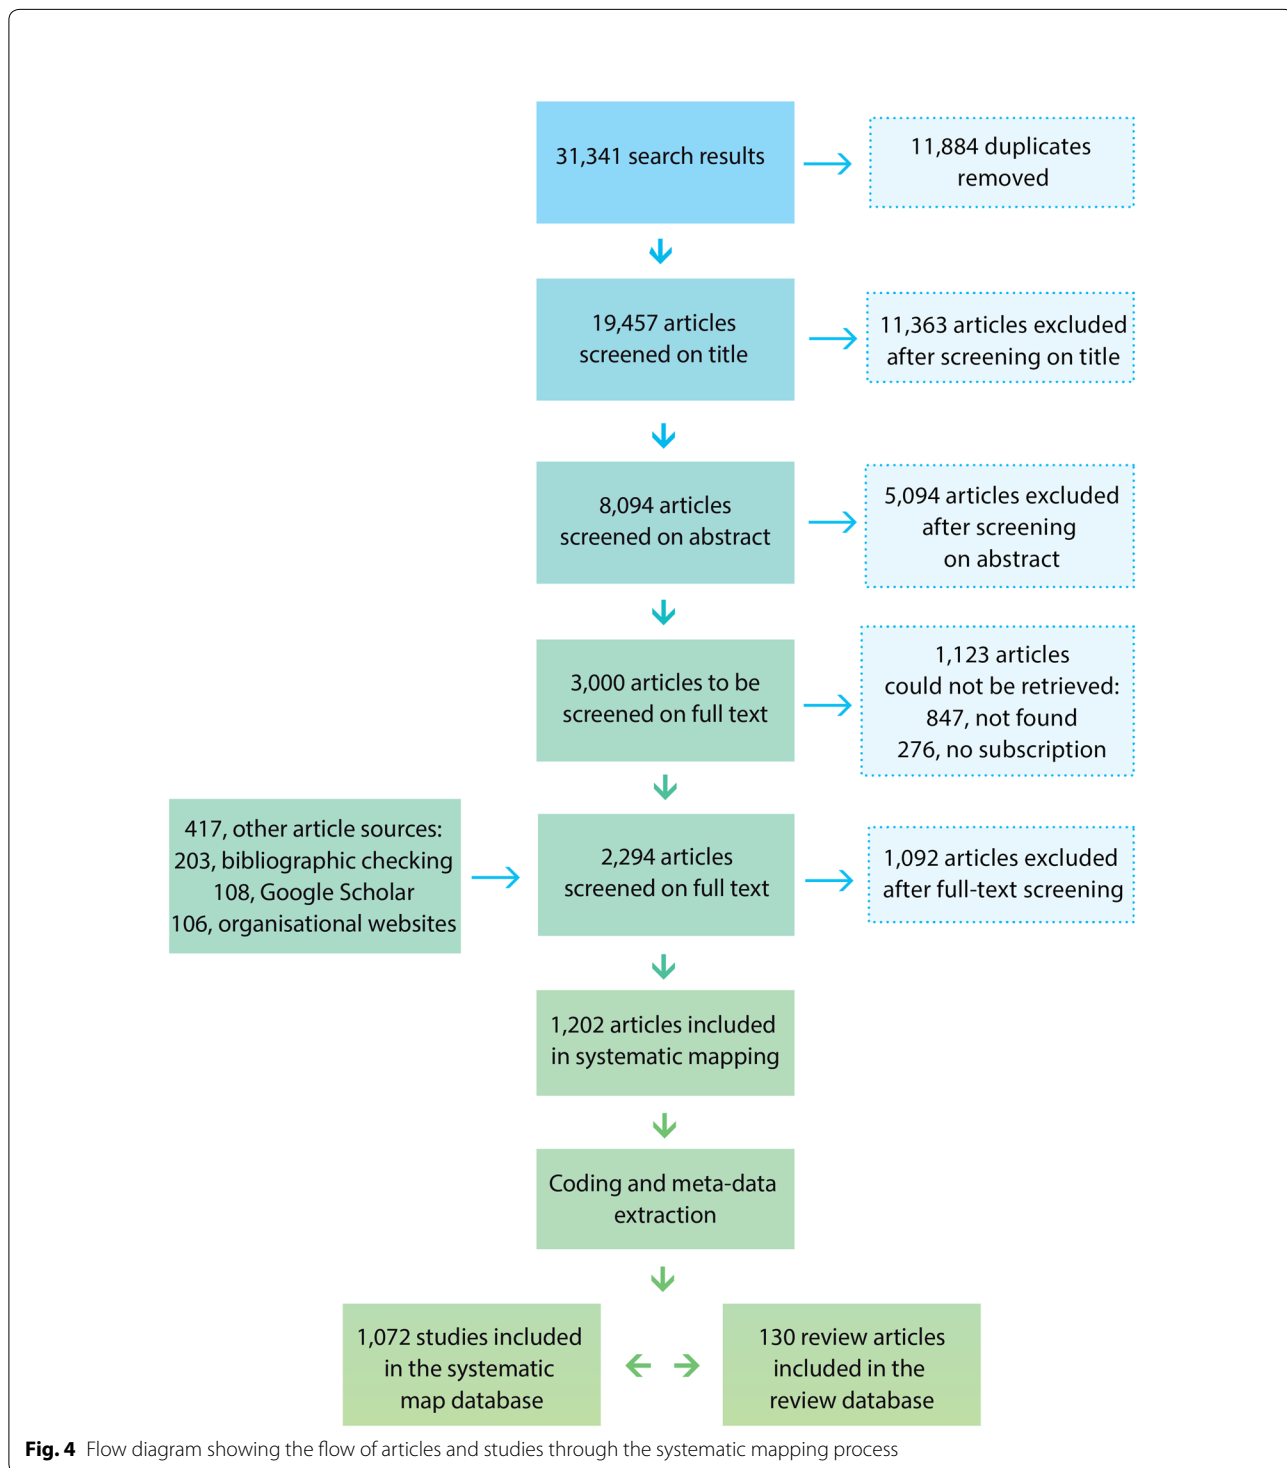 31,341 search results
11,884 duplicates
removed
19,457 articles
screened on title
11,363 articles excluded
after screening on title
8,094 articles
screened on abstract
5,094 articles excluded
after screening
on abstract
3,000 articles to be
screened on full text
1,123 articles
could not be retrieved:
847, not found
276, no subscription
417, other article sources:
203, bibliographic checking
108, Google Scholar
106, organisational websites
2,294 articles
screened on full text
1,092 articles excluded
after full-text screening
1,202 articles included
in systematic mapping
Coding and meta-data
extraction
1,072 studies included
in the systematic
map database
130 review articles
included in the
review database
Fig. 4 Flow diagram showing the flow of articles and studies through the systematic mapping process